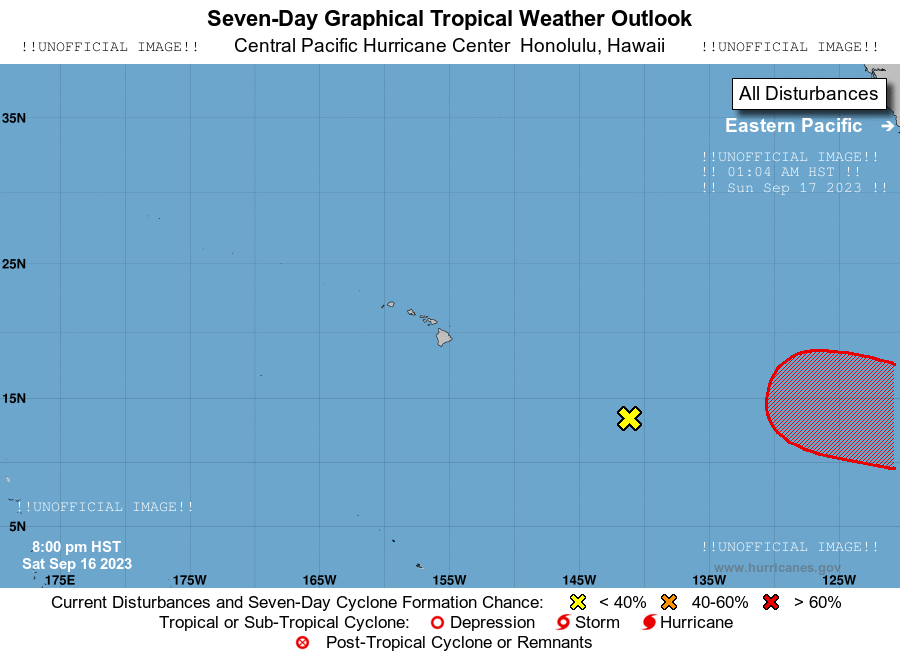 Seven-Day Graphical Tropical Weather Outlook
!!UNOFFICIAL IMAGE!! Central Pacific Hurricane Center Honolulu, Hawaii !!UNOFFICIAL IMAGE!!
All Disturbances
35N
Eastern Pacific →
!!UNOFFICIAL IMAGE!!
!! 01:04 AM HST !!
!! Sun Sep 17 2023 !!
25N
15N
!!UNOFFICIAL IMAGE!!
5N
8:00 pm HST
Sat Sep 16 2023
!!UNOFFICIAL IMAGE!!
www.hurricanes.gov
175E 175W 165W 155W 145W 135W 125W
Current Disturbances and Seven-Day Cyclone Formation Chance: < 40% 40-60% > 60%
Tropical or Sub-Tropical Cyclone: Depression Storm Hurricane
Post-Tropical Cyclone or Remnants